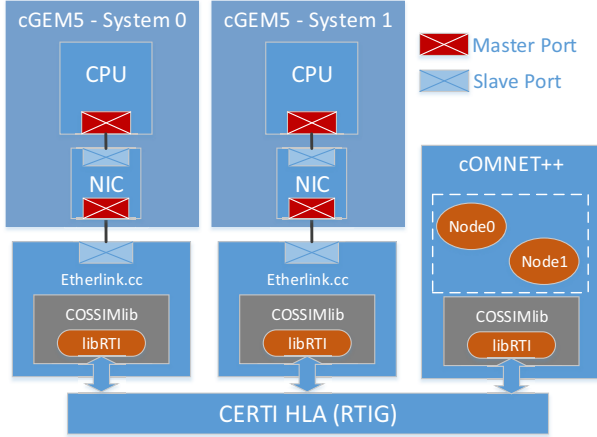 cGEM5 - System 0
CPU
NIC
Etherlink.cc
COSSIMlib
libRTI
cGEM5 - System 1
CPU
NIC
Etherlink.cc
COSSIMlib
libRTI
Master Port
Slave Port
cOMNET++
Node0
Node1
COSSIMlib
libRTI
CERTI HLA (RTIG)